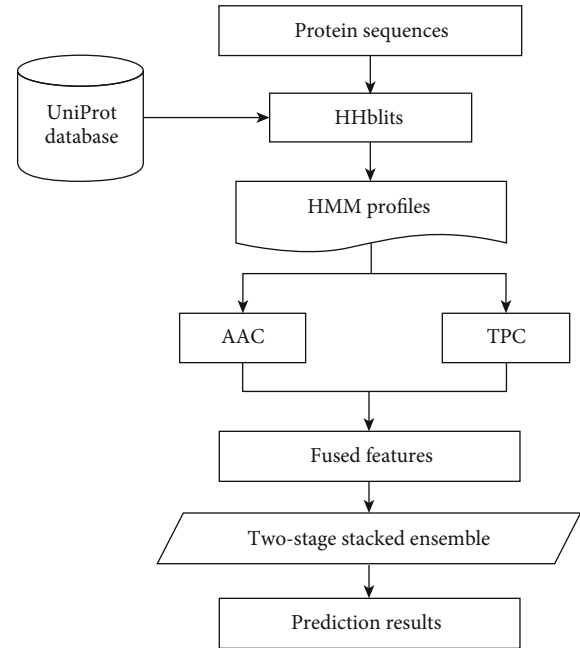 Protein sequences
UniProt
database
HHblits
HMM profiles
AAC
TPC
Fused features
Two-stage stacked ensemble
Prediction results